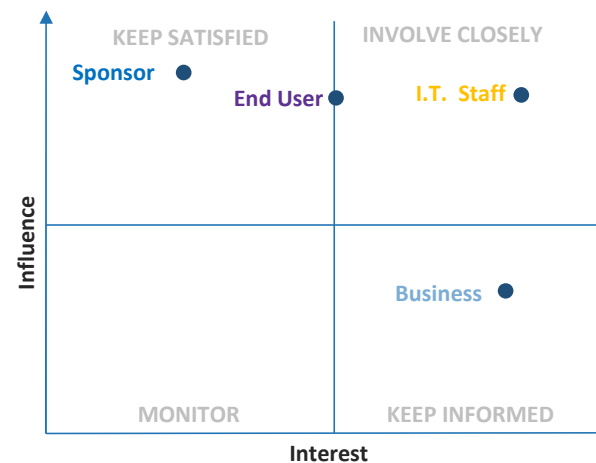 KEEP SATISFIED
INVOLVE CLOSELY
Sponsor
End User
I.T. Staff
Influence
Business
MONITOR
KEEP INFORMED
Interest